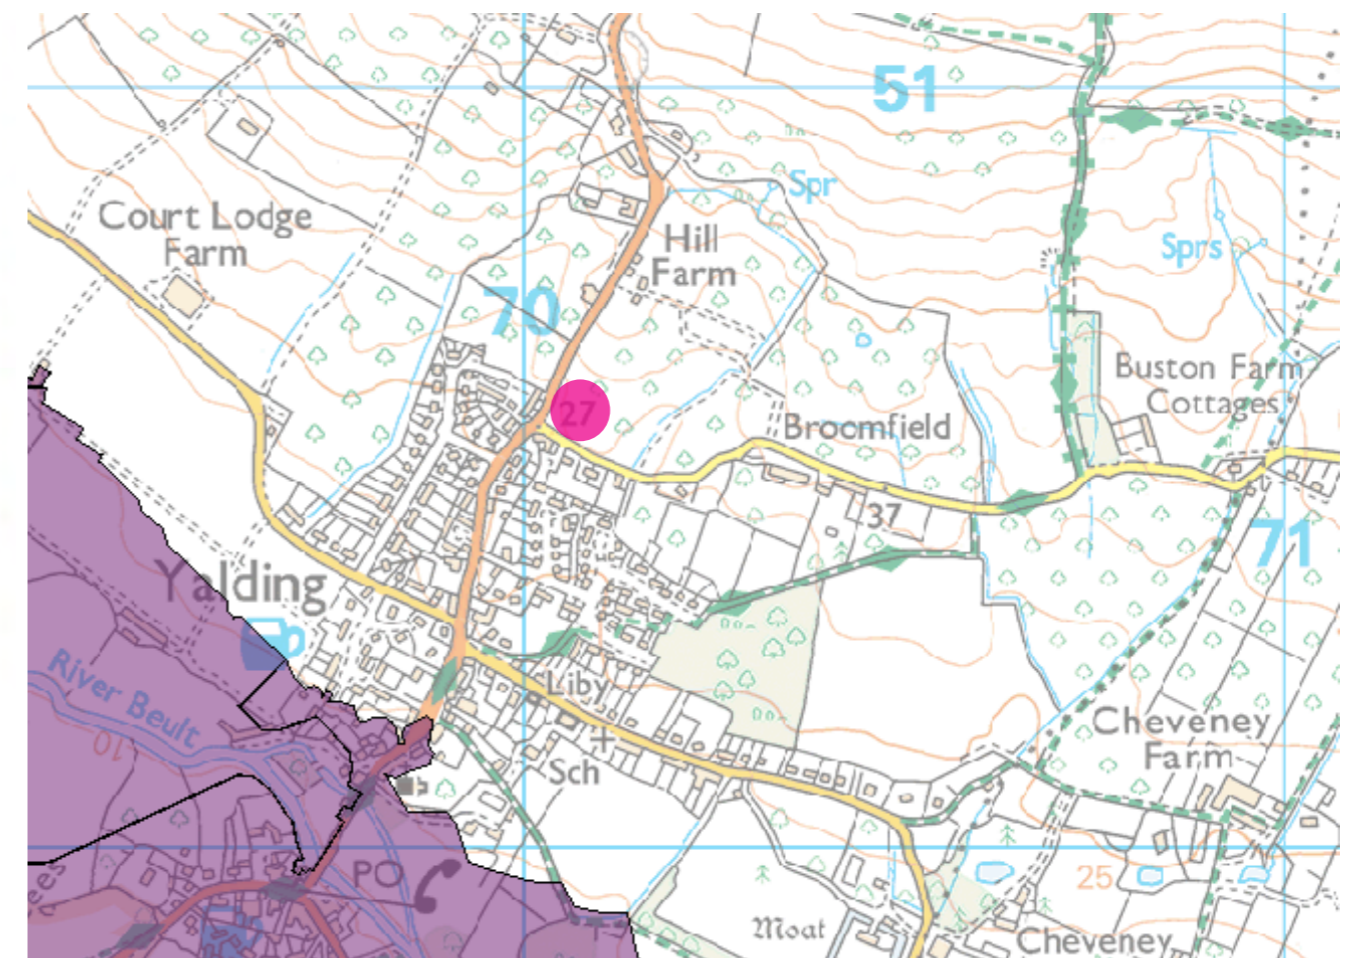 51
Spr
Court Lodge
Farm
Hill
Farm
Sprs
70
Buston Farm
Cottages
27
Broomfield
37
71
Yalding
River Beult
10
Liby
Cheveney
Farm
Sch
PO
25
Moat
Cheveney